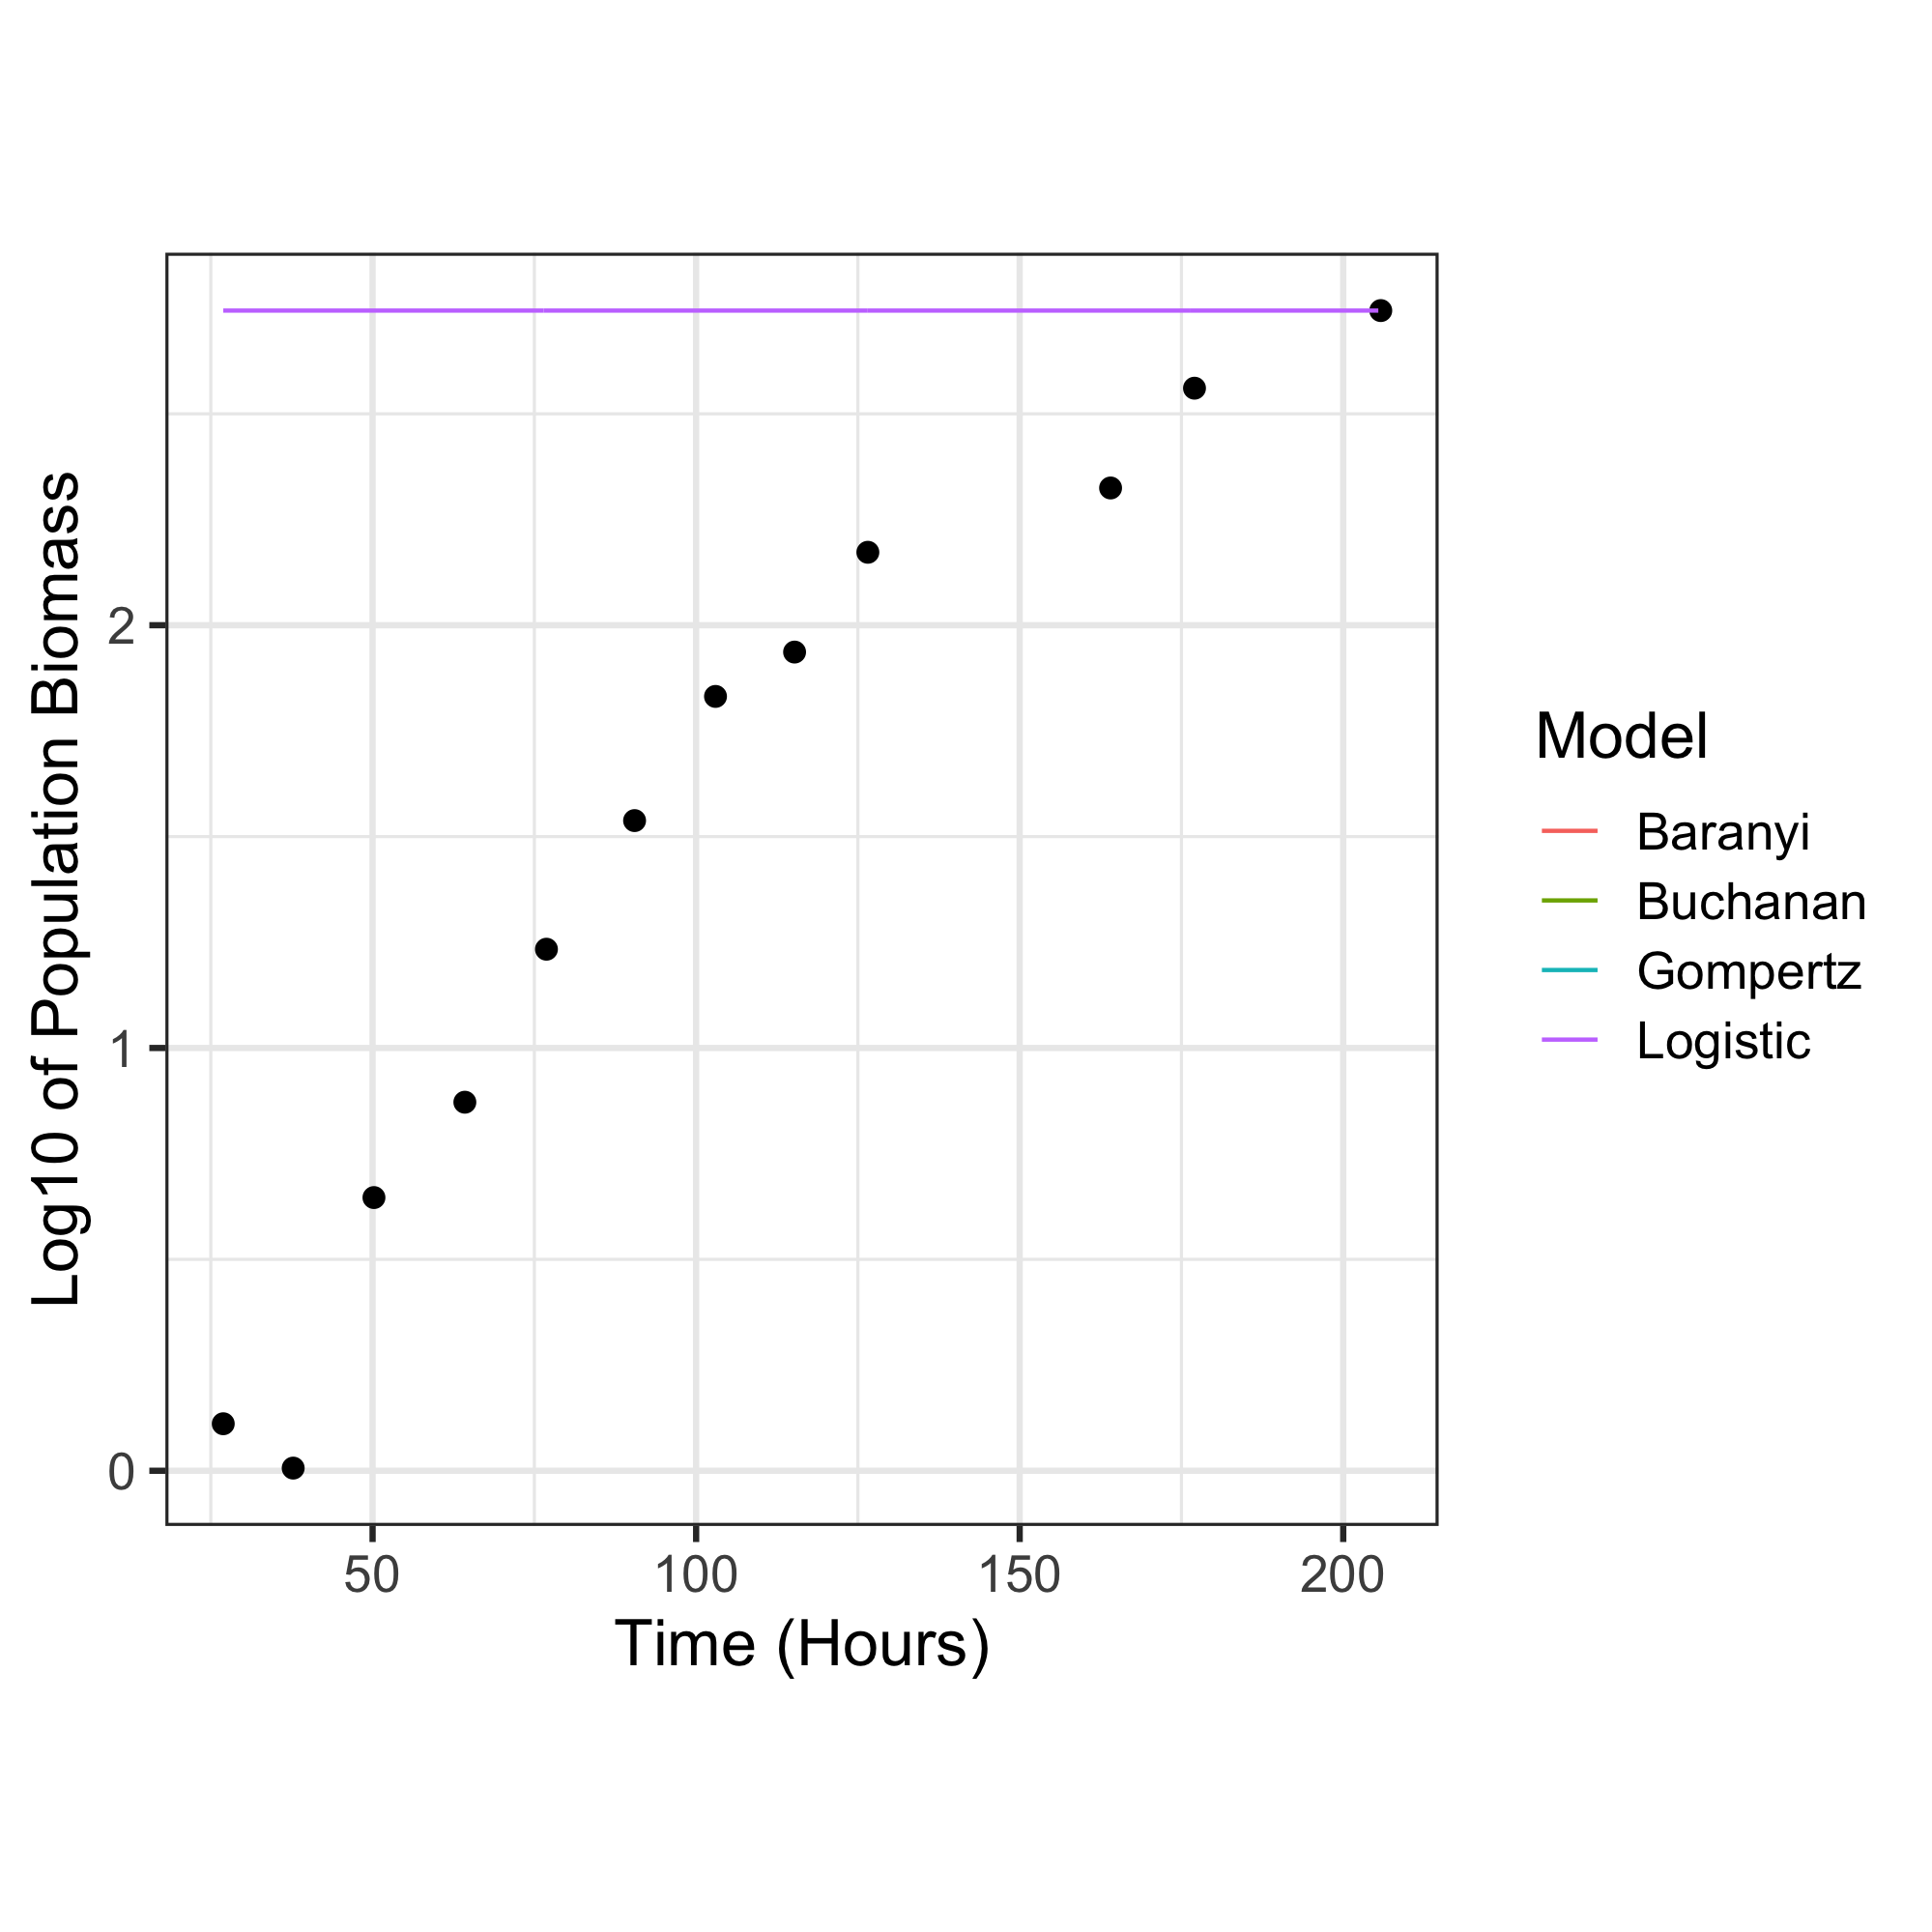 Log10 of Population Biomass
2
1
0
50 100 150 200
Time (Hours)
Model
Baranyi
Buchanan
Gompertz
Logistic